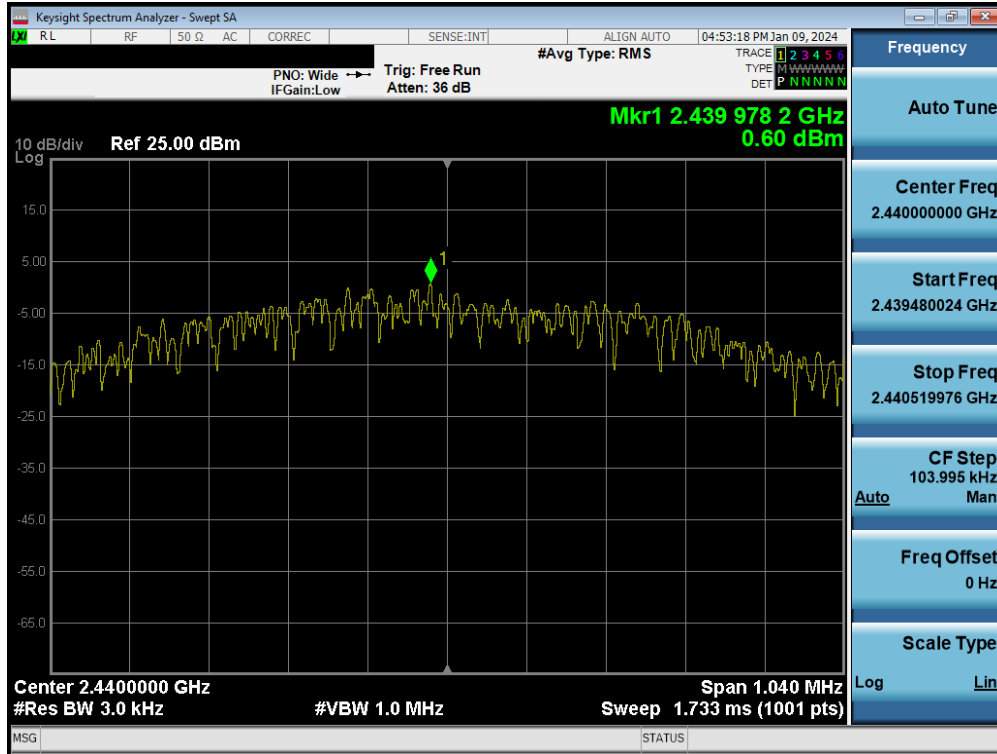 Keysight Spectrum Analyzer - Swept SA
LXI RL RF 50 Ω AC CORREC SENSE:INT ALIGN AUTO 04:53:18 PM Jan 09, 2024
Frequency
#Avg Type: RMS
TRACE 1 2 3 4 5 6
PNO: Wide Trig: Free Run
TYPE M WWWWW
IFGain:Low Atten: 36 dB
DET P N N N N N
Auto Tune
Mkr1 2.439 978 2 GHz
0.60 dBm
10 dB/div Ref 25.00 dBm
Log
15.0
5.00
1
-5.00
-15.0
-25.0
-35.0
-45.0
-55.0
-65.0
Center Freq
2.440000000 GHz
Start Freq
2.439480024 GHz
Stop Freq
2.440519976 GHz
CF Step
103.995 kHz
Auto Man
Freq Offset
0 Hz
Scale Type
Log Lin
Center 2.4400000 GHz Span 1.040 MHz
#Res BW 3.0 kHz #VBW 1.0 MHz Sweep 1.733 ms (1001 pts)
MSG STATUS